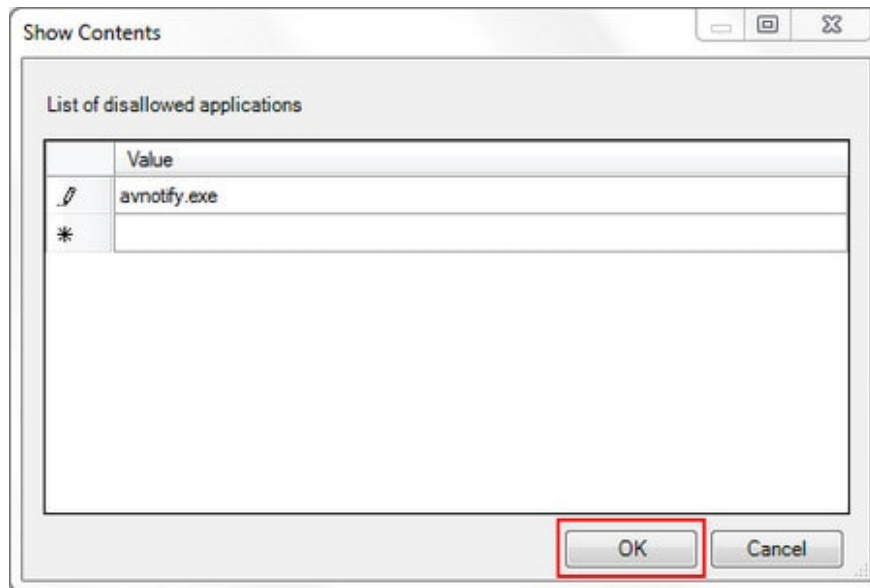 Show Contents
List of disallowed applications
Value
avnotify.exe
*
OK
Cancel